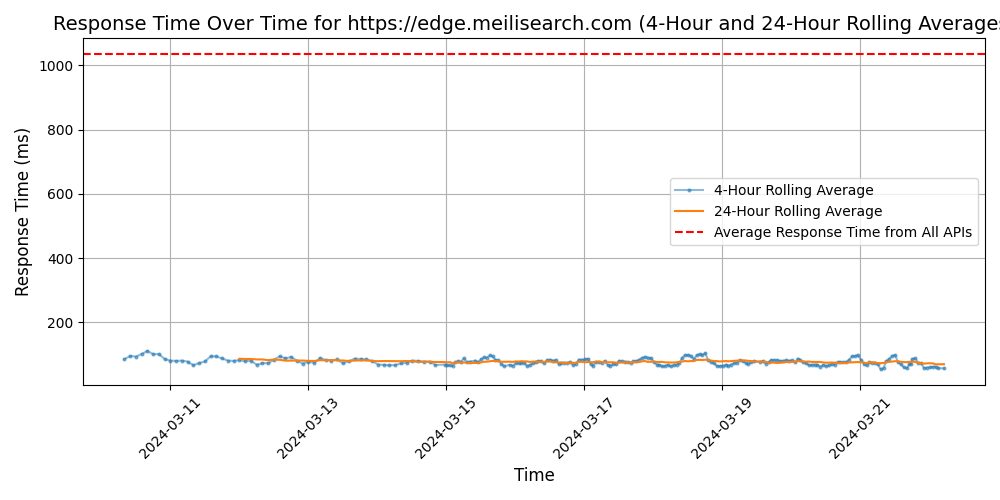 Response Time Over Time for https://edge.meilisearch.com (4-Hour and 24-Hour Rolling Averages
Response Time (ms)
1000
800
600
400
200
4-Hour Rolling Average
24-Hour Rolling Average
Average Response Time from All APIs
2024-03-11
2024-03-13
2024-03-15
2024-03-17
2024-03-19
2024-03-21
Time